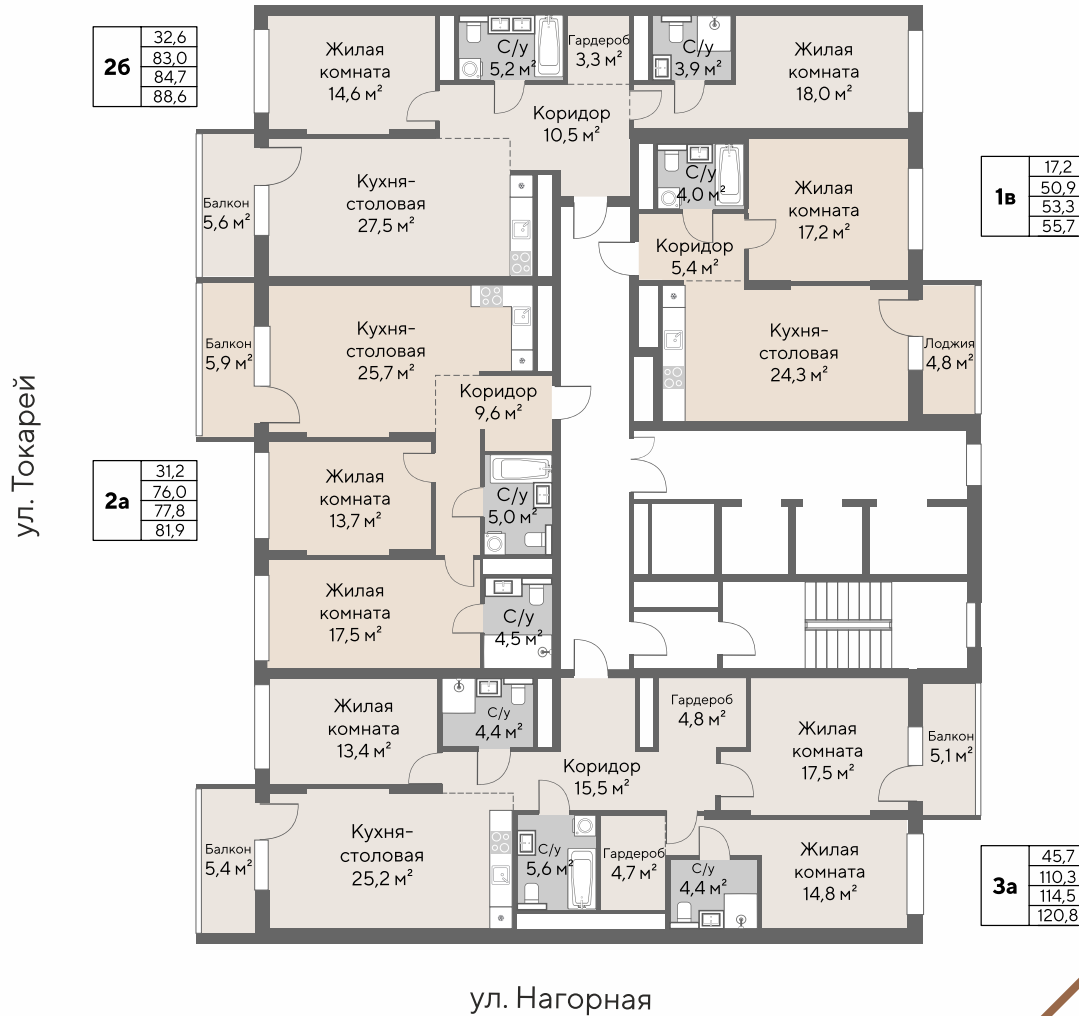 2б
32,6
83,0
84,7
88,6
Жилая
комната
14,6 м²
С/у
5,2 м²
Гардероб
3,3 м²
С/у
3,9 м²
Жилая
комната
18,0 м²
Коридор
10,5 м²
Балкон
5,6 м²
Кухня-
столовая
27,5 м²
С/у
4,0 м²
Жилая
комната
17,2 м²
1в
17,2
50,9
53,3
55,7
Коридор
5,4 м²
Балкон
5,9 м²
Кухня-
столовая
25,7 м²
Кухня-
столовая
24,3 м²
Лоджия
4,8 м²
Коридор
9,6 м²
ул. Токарей
2а
31,2
76,0
77,8
81,9
Жилая
комната
13,7 м²
С/у
5,0 м²
Жилая
комната
17,5 м²
С/у
4,5 м²
Жилая
комната
13,4 м²
С/у
4,4 м²
Гардероб
4,8 м²
Жилая
комната
17,5 м²
Балкон
5,1 м²
Коридор
15,5 м²
Балкон
5,4 м²
Кухня-
столовая
25,2 м²
С/у
5,6 м²
Гардероб
4,7 м²
С/у
4,4 м²
Жилая
комната
14,8 м²
3а
45,7
110,3
114,5
120,8
ул. Нагорная